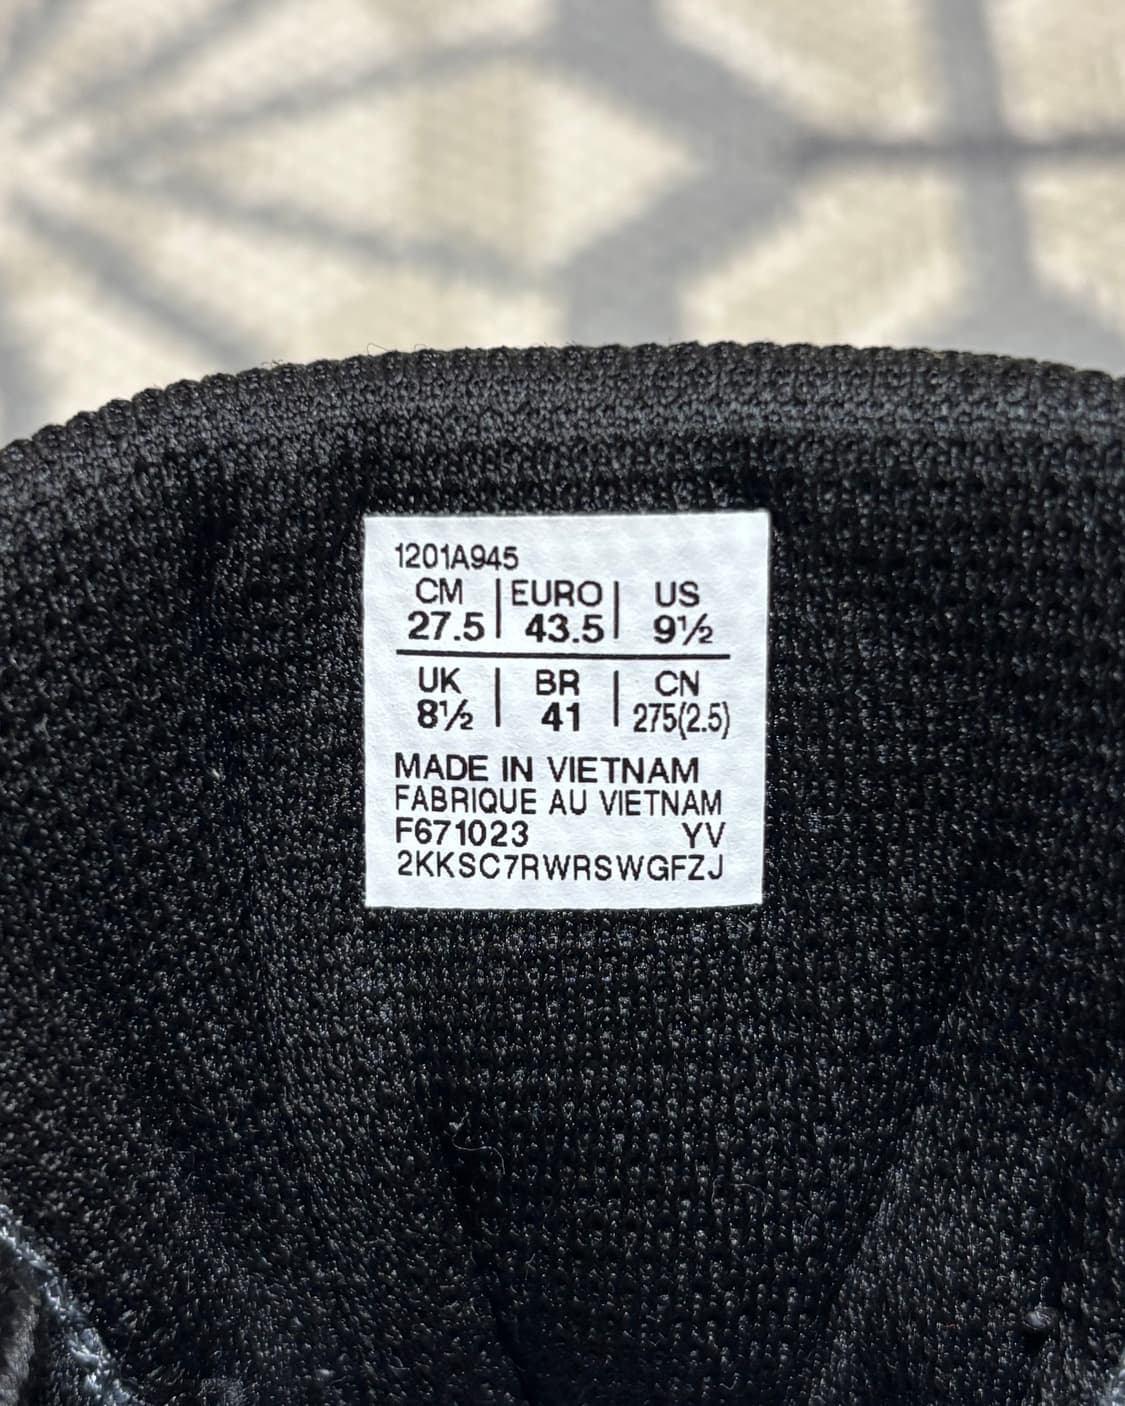 1201A945
CM | EURO | US
27.5 | 43.5 | 9½
UK | BR | CN
8½ | 41 | 275(2.5)
MADE IN VIETNAM
FABRIQUE AU VIETNAM
F671023 YV
2KKSC7RWRSWGFZJ